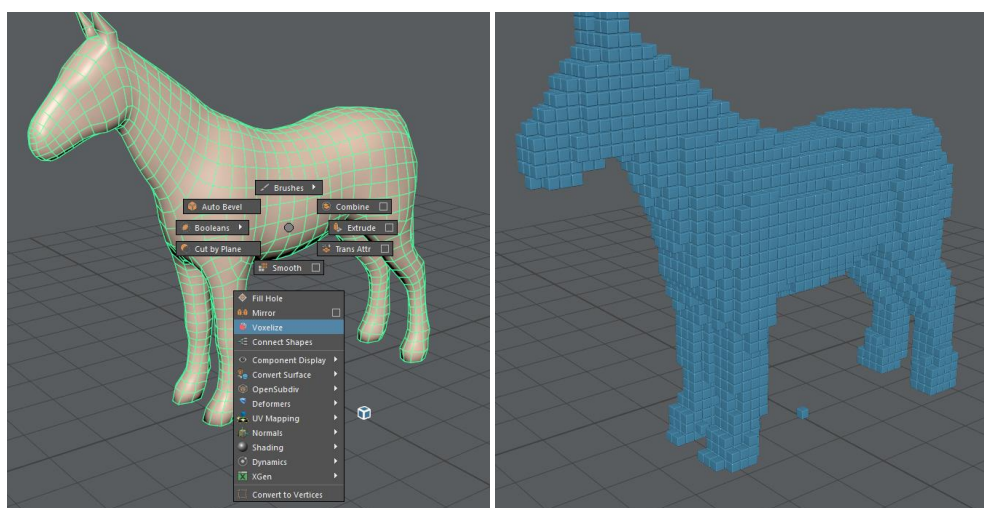 Brushes
Auto Bevel
Combine
Booleans
Extrude
Cut by Plane
Trans Attr
Smooth
Fill Hole
Mirror
Voxelize
Connect Shapes
Component Display
Convert Surface
OpenSubdiv
Deformers
UV Mapping
Normals
Shading
Dynamics
XGen
Convert to Vertices